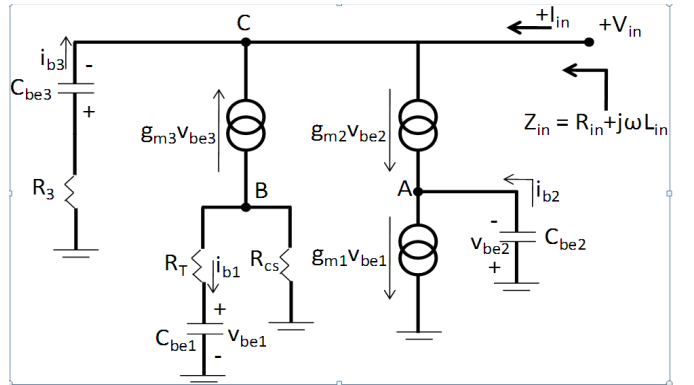 C
+Iin
+Vin
ib3
-
Cbe3
+
gm3vbe3
gm2vbe2
Zin = Rin+jωLin
R3
B
A
ib2
-
RT
ib1
Rcs
gm1vbe1
vbe2
Cbe2
+
+
Cbe1
vbe1
-